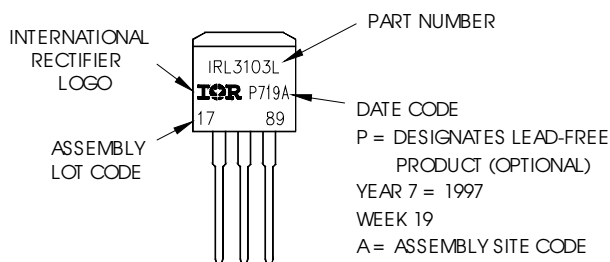 PART NUMBER
INTERNATIONAL
RECTIFIER
LOGO
IRL3103L
IOR P719A
17 89
ASSEMBLY
LOT CODE
DATE CODE
P = DESIGNATES LEAD-FREE
PRODUCT (OPTIONAL)
YEAR 7 = 1997
WEEK 19
A = ASSEMBLY SITE CODE